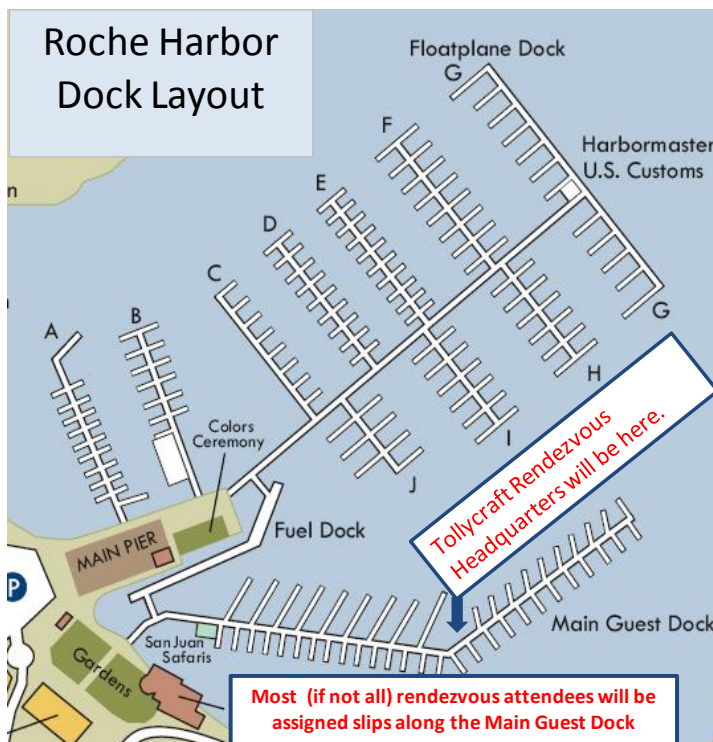 Roche Harbor
Dock Layout
Floatplane Dock
G
F
Harbormaster
U.S. Customs
E
D
C
n
B
A
G
H
Colors
Ceremony
I
J
Tollycraft Rendezvous
Headquarters will be here.
Fuel Dock
MAIN PIER
P
Main Guest Dock
San Juan
Safaris
Gardens
Most (if not all) rendezvous attendees will be
assigned slips along the Main Guest Dock